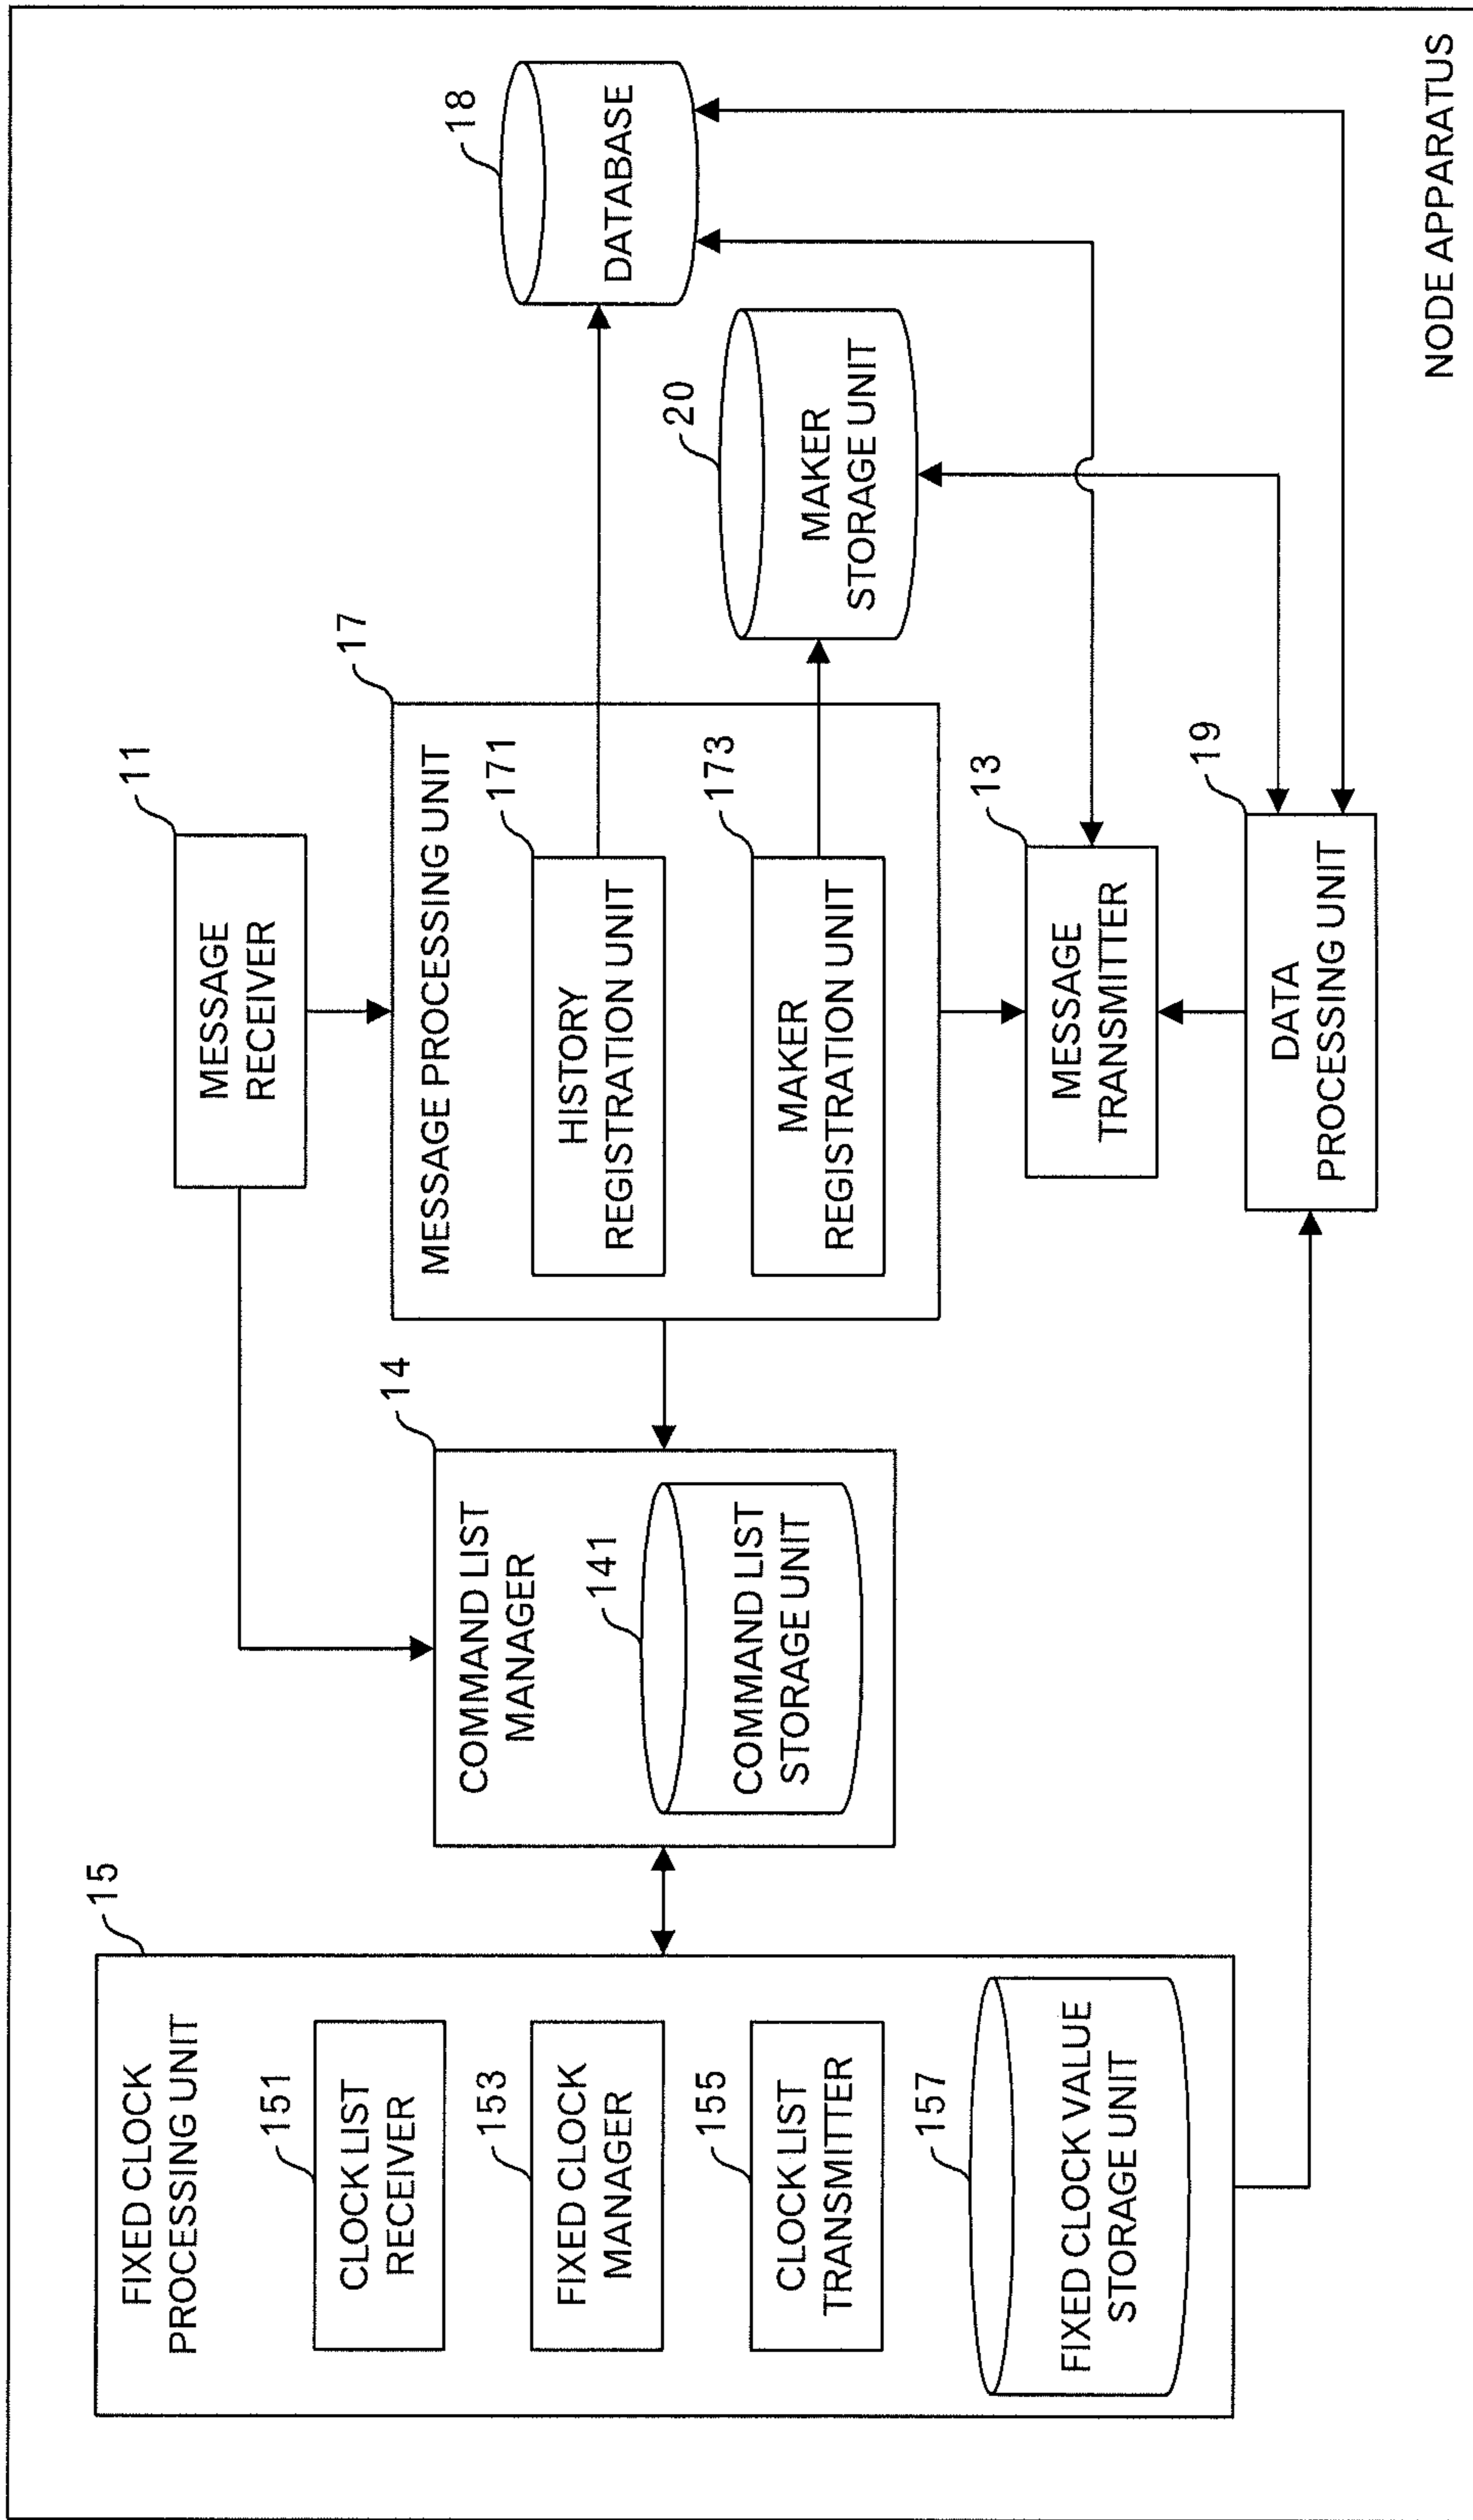 15
FIXED CLOCK
PROCESSING UNIT
151
CLOCK LIST
RECEIVER
153
FIXED CLOCK
MANAGER
155
CLOCK LIST
TRANSMITTER
157
FIXED CLOCK VALUE
STORAGE UNIT
14
COMMAND LIST
MANAGER
141
COMMAND LIST
STORAGE UNIT
11
MESSAGE
RECEIVER
17
MESSAGE PROCESSING UNIT
171
HISTORY
REGISTRATION UNIT
173
MAKER
REGISTRATION UNIT
13
MESSAGE
TRANSMITTER
19
DATA
PROCESSING UNIT
18
DATABASE
20
MAKER
STORAGE UNIT
NODE APPARATUS